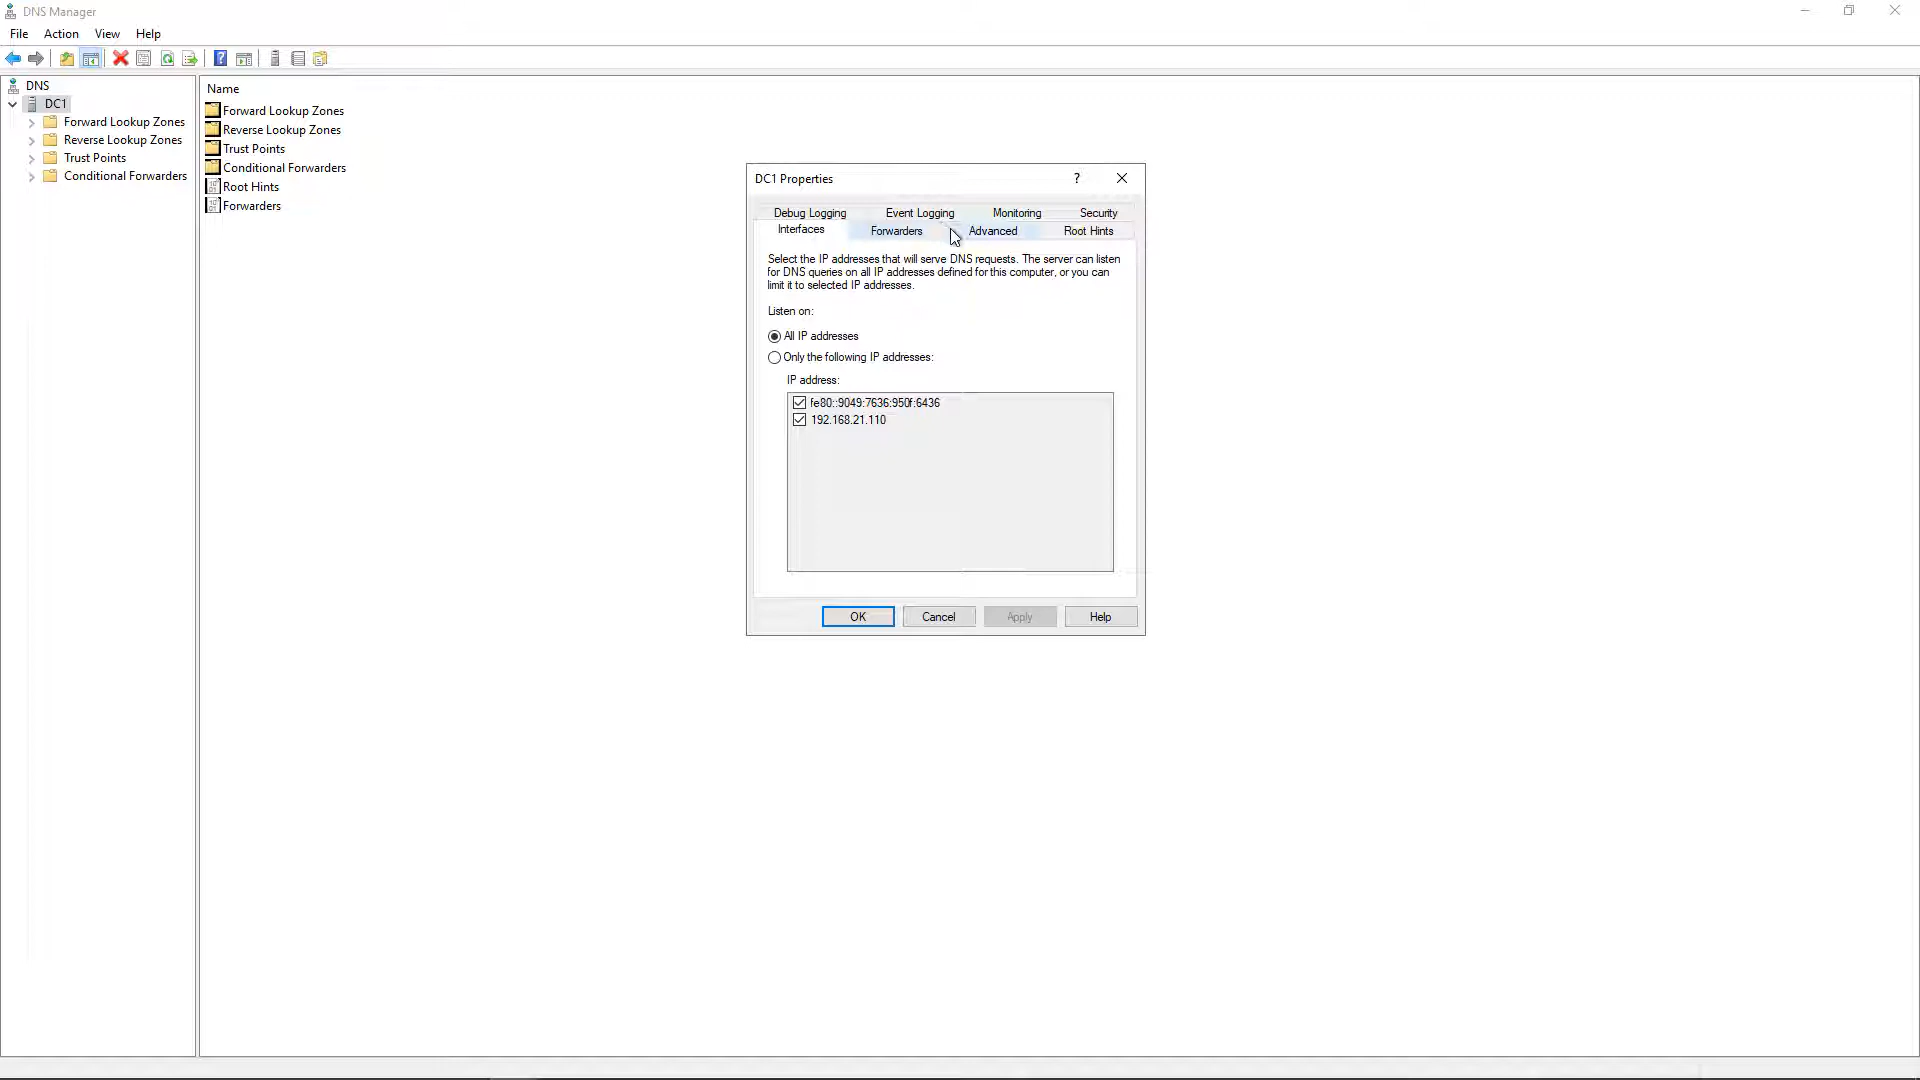 DNS Manager
File Action View Help
DNS
DC1
Forward Lookup Zones
Reverse Lookup Zones
Trust Points
Conditional Forwarders
Name
Forward Lookup Zones
Reverse Lookup Zones
Trust Points
Conditional Forwarders
Root Hints
Forwarders
DC1 Properties
Debug Logging Event Logging Monitoring Security
Interfaces Forwarders Advanced Root Hints
Select the IP addresses that will serve DNS requests. The server can listen
for DNS queries on all IP addresses defined for this computer, or you can
limit it to selected IP addresses.
Listen on:
All IP addresses
Only the following IP addresses:
IP address:
fe80::9049:7636:950f:6436
192.168.21.110
OK Cancel Apply Help